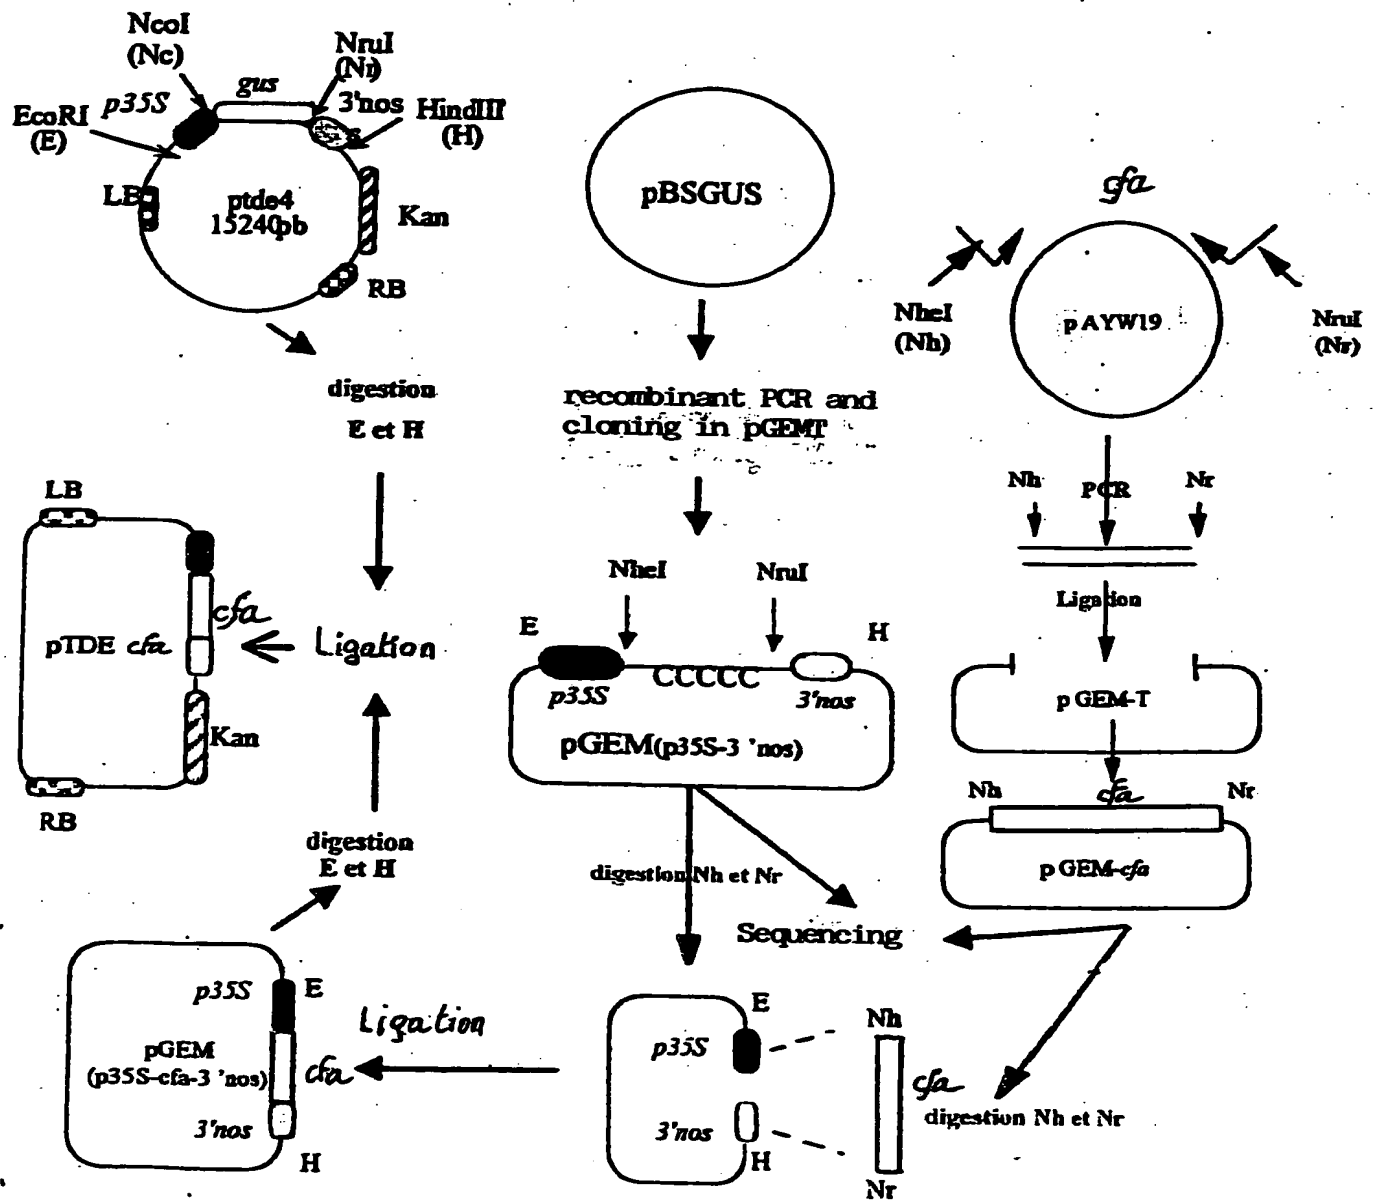 NcoI
(Nc)
NruI
(Nr)
gus
p35S
3'nos
EcoRI
(E)
HindIII
(H)
LB
ptde4
15240pb
Kan
RB
digestion
E et H
pBSGUS
recombinant PCR and
cloning in pGEMT
cfa
NheI
(Nh)
pAYW19
NruI
(Nr)
Nh
PCR
Nr
Ligation
pGEM-T
Nh
cfa
Nr
pGEM-cfa
NheI
NruI
E
H
CCCCC
p35S
3'nos
pGEM(p35S-3 'nos)
digestion Nh et Nr
Sequencing
LB
cfa
pTDE cfa
Ligation
Kan
RB
digestion
E et H
p35S
E
pGEM
(p35S-cfa-3 'nos)
cfa
3'nos
H
Ligation
E
p35S
3'nos
H
Nh
cfa
digestion Nh et Nr
Nr